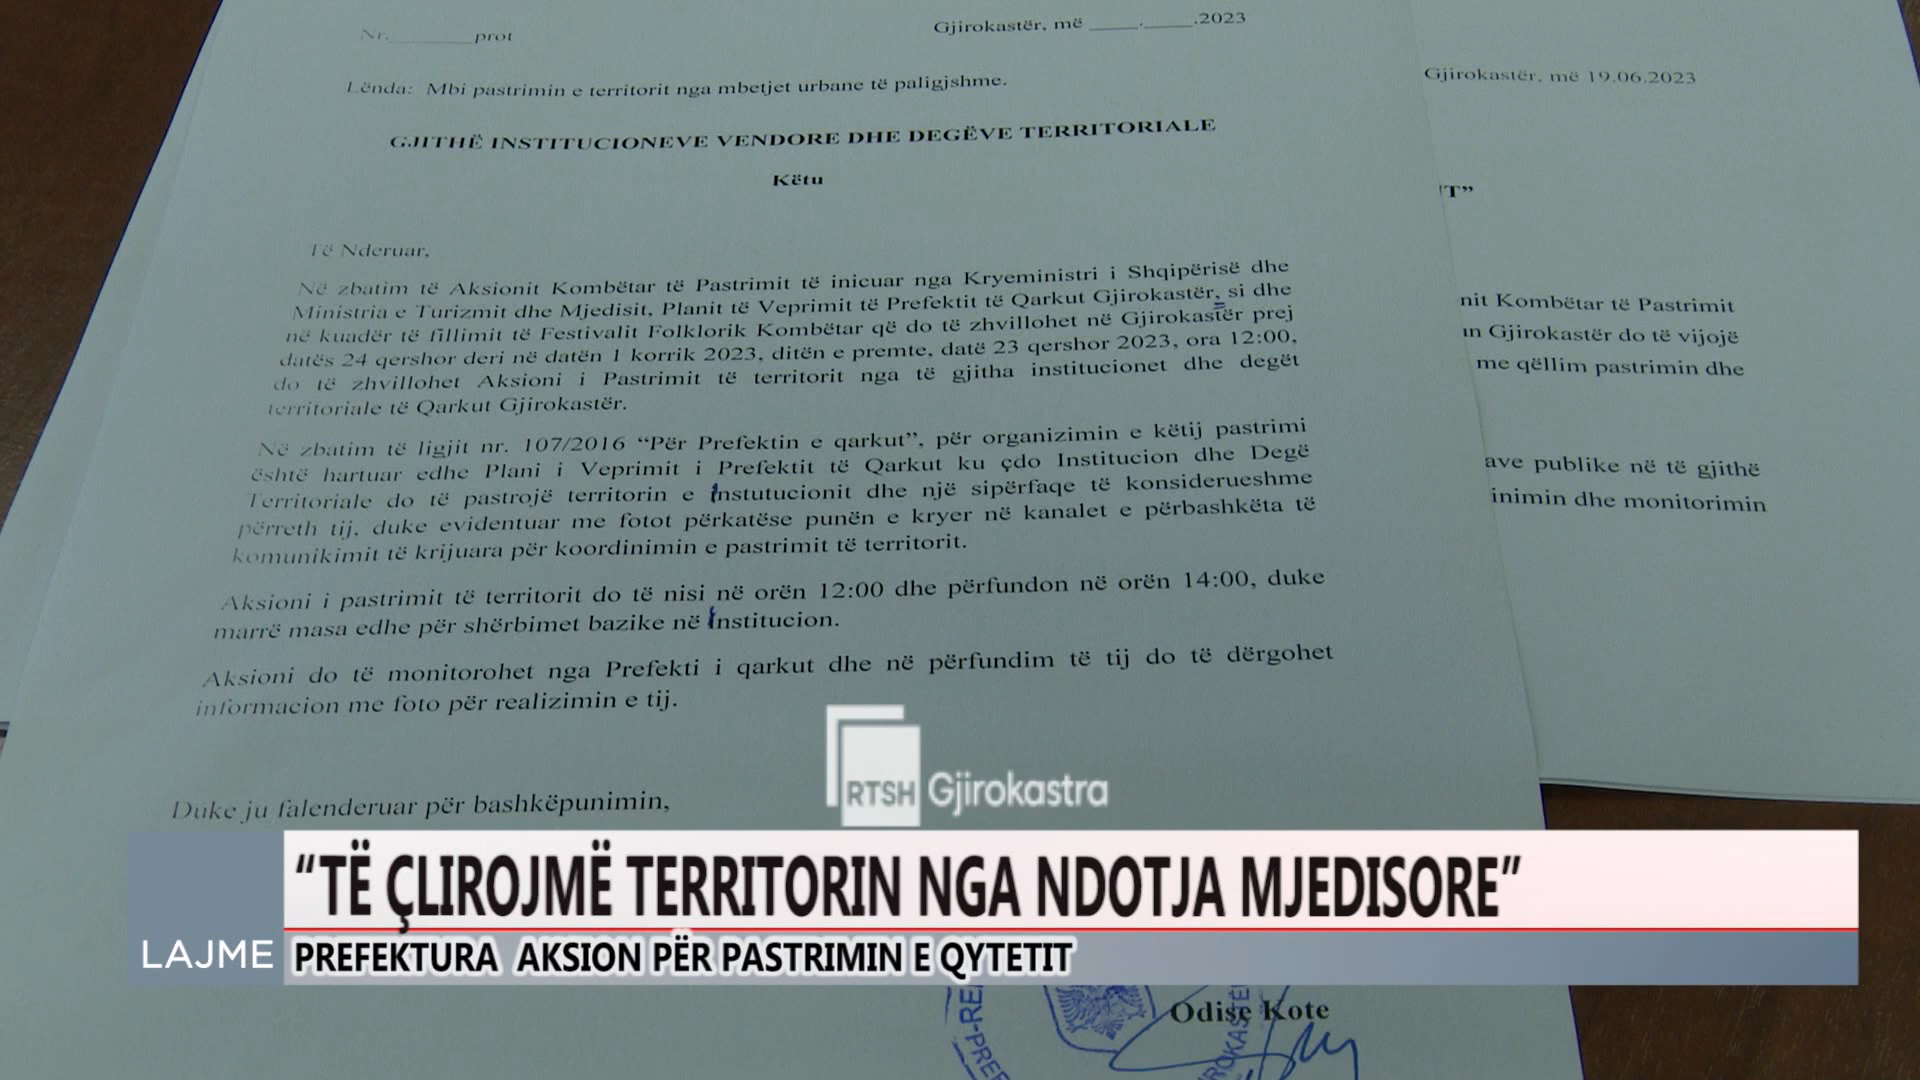 Nr.________prot
Gjirokastër, më _____._____.2023
Lënda: Mbi pastrimin e territorit nga mbetjet urbane të paligjshme.
GJITHË INSTITUCIONEVE VENDORE DHE DEGËVE TERRITORIALE
Këtu
Të Nderuar,
Në zbatim të Aksionit Kombëtar të Pastrimit të inicuar nga Kryeministri i Shqipërisë dhe
Ministria e Turizmit dhe Mjedisit, Planit të Veprimit të Prefektit të Qarkut Gjirokastër, si dhe
në kuadër të fillimit të Festivalit Folklorik Kombëtar që do të zhvillohet në Gjirokastër prej
datës 24 qershor deri në datën 1 korrik 2023, ditën e premte, datë 23 qershor 2023, ora 12:00,
do të zhvillohet Aksioni i Pastrimit të territorit nga të gjitha institucionet dhe degët
territoriale të Qarkut Gjirokastër.
Në zbatim të ligjit nr. 107/2016 “Për Prefektin e qarkut”, për organizimin e këtij pastrimi
është hartuar edhe Plani i Veprimit i Prefektit të Qarkut ku çdo Institucion dhe Degë
Territoriale do të pastrojë territorin e institucionit dhe një sipërfaqe të konsiderueshme
përreth tij, duke evidentuar me fotot përkatëse punën e kryer në kanalet e përbashkëta të
komunikimit të krijuara për koordinimin e pastrimit të territorit.
Aksioni i pastrimit të territorit do të nisi në orën 12:00 dhe përfundon në orën 14:00, duke
marrë masa edhe për shërbimet bazike në institucion.
Aksioni do të monitorohet nga Prefekti i qarkut dhe në përfundim të tij do të dërgohet
informacion me foto për realizimin e tij.
Duke ju falenderuar për bashkëpunimin,
Gjirokastër, më 19.06.2023
T”
nit Kombëtar të Pastrimit
n Gjirokastër do të vijojë
me qëllim pastrimin dhe
ave publike në të gjithë
inimin dhe monitorimin
RTSH Gjirokastra
“TË ÇLIROJMË TERRITORIN NGA NDOTJA MJEDISORE”
LAJME PREFEKTURA AKSION PËR PASTRIMIN E QYTETIT
Odise Kote